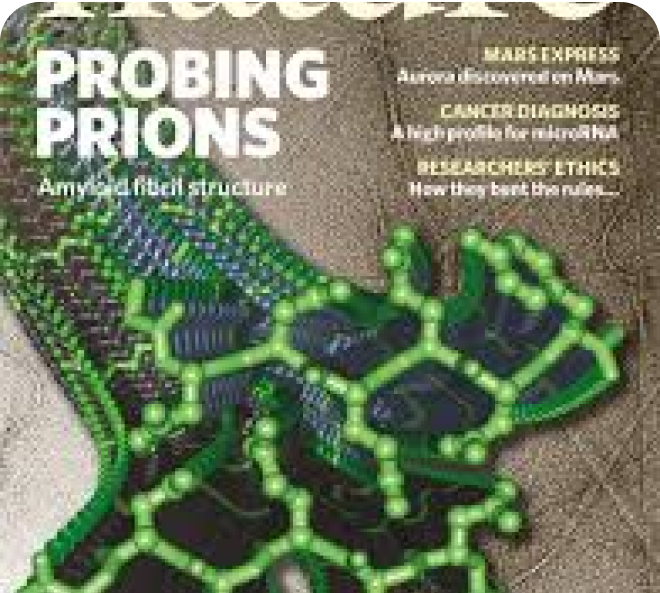 nature
PROBING
PRIONS
Amyloid fibril structure
MARS EXPRESS
Aurora discovered on Mars
CANCER DIAGNOSIS
A high profile for microRNA
RESEARCHERS' ETHICS
How they bent the rules...